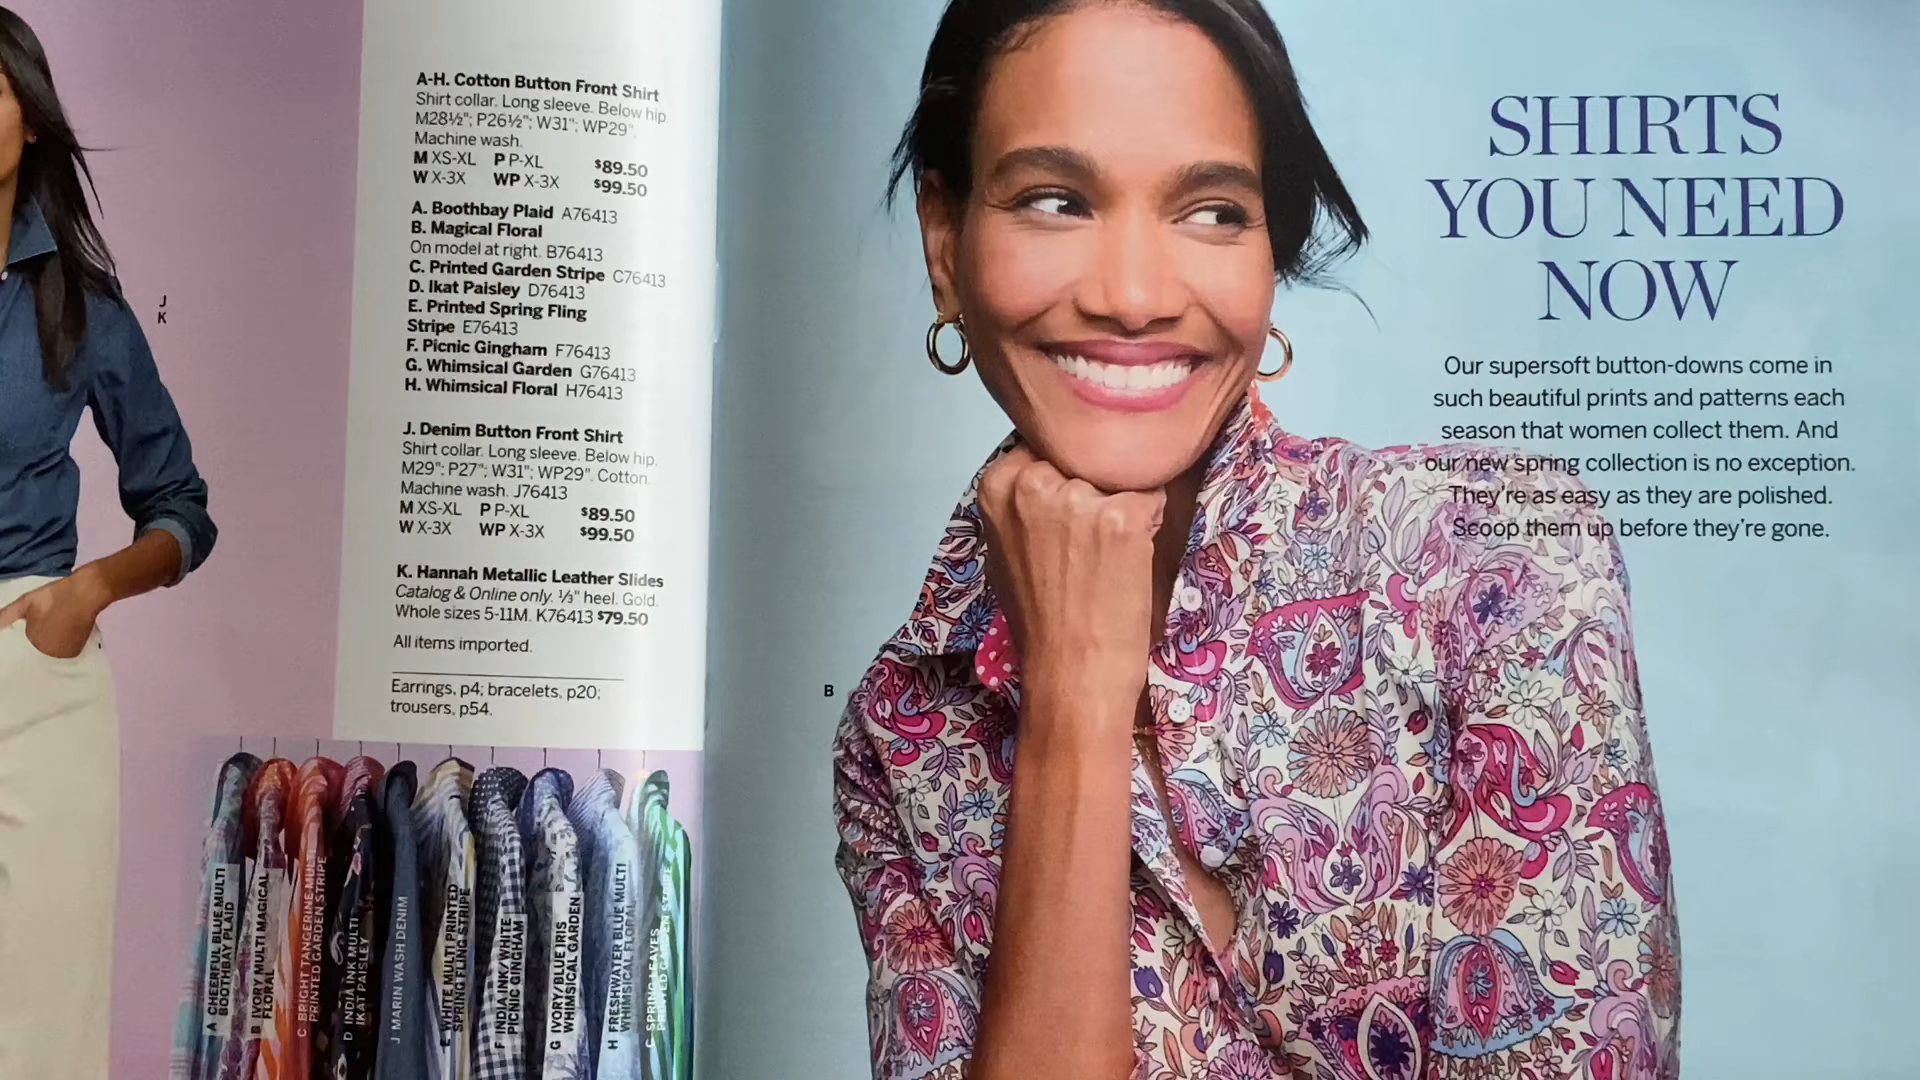 J
K
A-H. Cotton Button Front Shirt
Shirt collar. Long sleeve. Below hip.
M28½"; P26½"; W31"; WP29".
Machine wash.
M XS-XL P P-XL $89.50
W X-3X WP X-3X $99.50
A. Boothbay Plaid A76413
B. Magical Floral
On model at right. B76413
C. Printed Garden Stripe C76413
D. Ikat Paisley D76413
E. Printed Spring Fling
Stripe E76413
F. Picnic Gingham F76413
G. Whimsical Garden G76413
H. Whimsical Floral H76413
J. Denim Button Front Shirt
Shirt collar. Long sleeve. Below hip.
M29"; P27"; W31"; WP29". Cotton.
Machine wash. J76413
M XS-XL P P-XL $89.50
W X-3X WP X-3X $99.50
K. Hannah Metallic Leather Slides
Catalog & Online only. ⅓" heel. Gold.
Whole sizes 5-11M. K76413 $79.50
All items imported.
Earrings, p4; bracelets, p20;
trousers, p54.
A CHEERFUL BLUE MULTI
BOOTHBAY PLAID
B IVORY MULTI MAGICAL
FLORAL
C BRIGHT TANGERINE MULTI
PRINTED GARDEN STRIPE
D INDIA INK MULTI
IKAT PAISLEY
J MARIN WASH DENIM
E WHITE MULTI PRINTED
SPRING FLING STRIPE
F INDIA INK/WHITE
PICNIC GINGHAM
G IVORY/BLUE IRIS
WHIMSICAL GARDEN
H FRESHWATER BLUE MULTI
WHIMSICAL FLORAL
C SPRING LEAVES
PRINTED GARDEN STRIPE
B
SHIRTS
YOU NEED
NOW
Our supersoft button-downs come in
such beautiful prints and patterns each
season that women collect them. And
our new spring collection is no exception.
They're as easy as they are polished.
Scoop them up before they're gone.